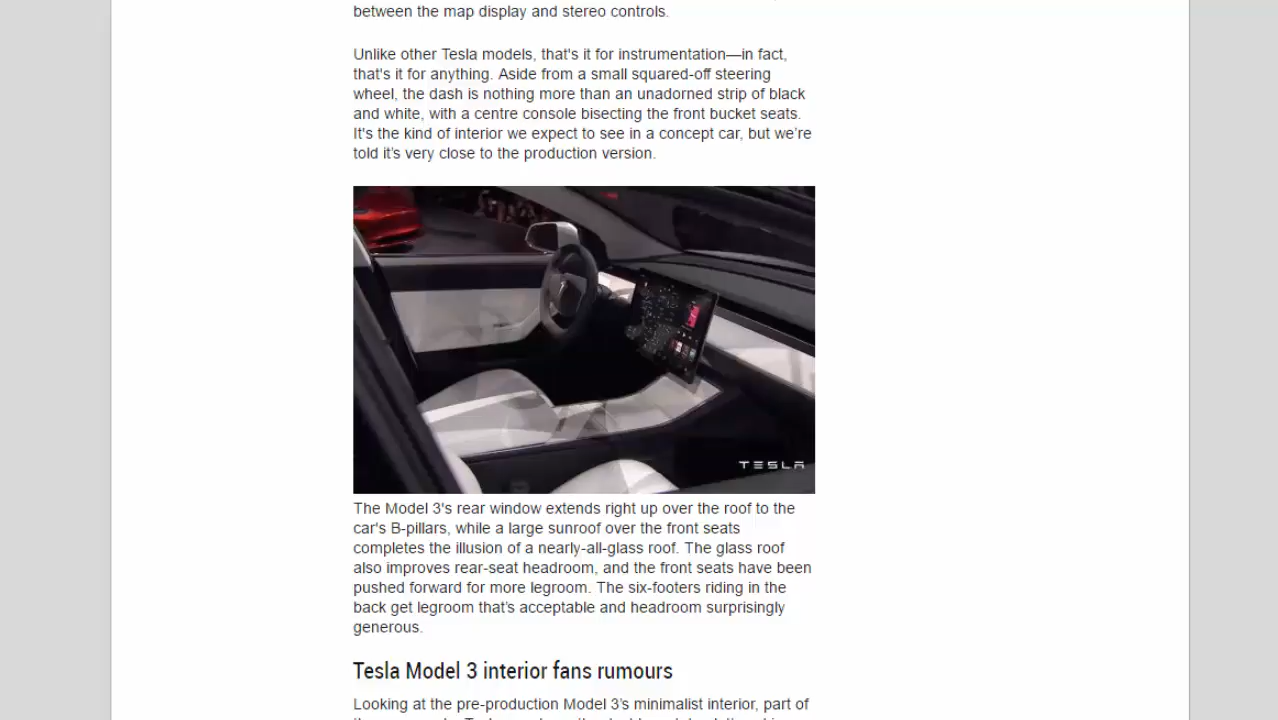 between the map display and stereo controls.
Unlike other Tesla models, that's it for instrumentation—in fact,
that's it for anything. Aside from a small squared-off steering
wheel, the dash is nothing more than an unadorned strip of black
and white, with a centre console bisecting the front bucket seats.
It's the kind of interior we expect to see in a concept car, but we’re
told it’s very close to the production version.
TESLA
The Model 3's rear window extends right up over the roof to the
car's B-pillars, while a large sunroof over the front seats
completes the illusion of a nearly-all-glass roof. The glass roof
also improves rear-seat headroom, and the front seats have been
pushed forward for more legroom. The six-footers riding in the
back get legroom that’s acceptable and headroom surprisingly
generous.
Tesla Model 3 interior fans rumours
Looking at the pre-production Model 3’s minimalist interior, part of